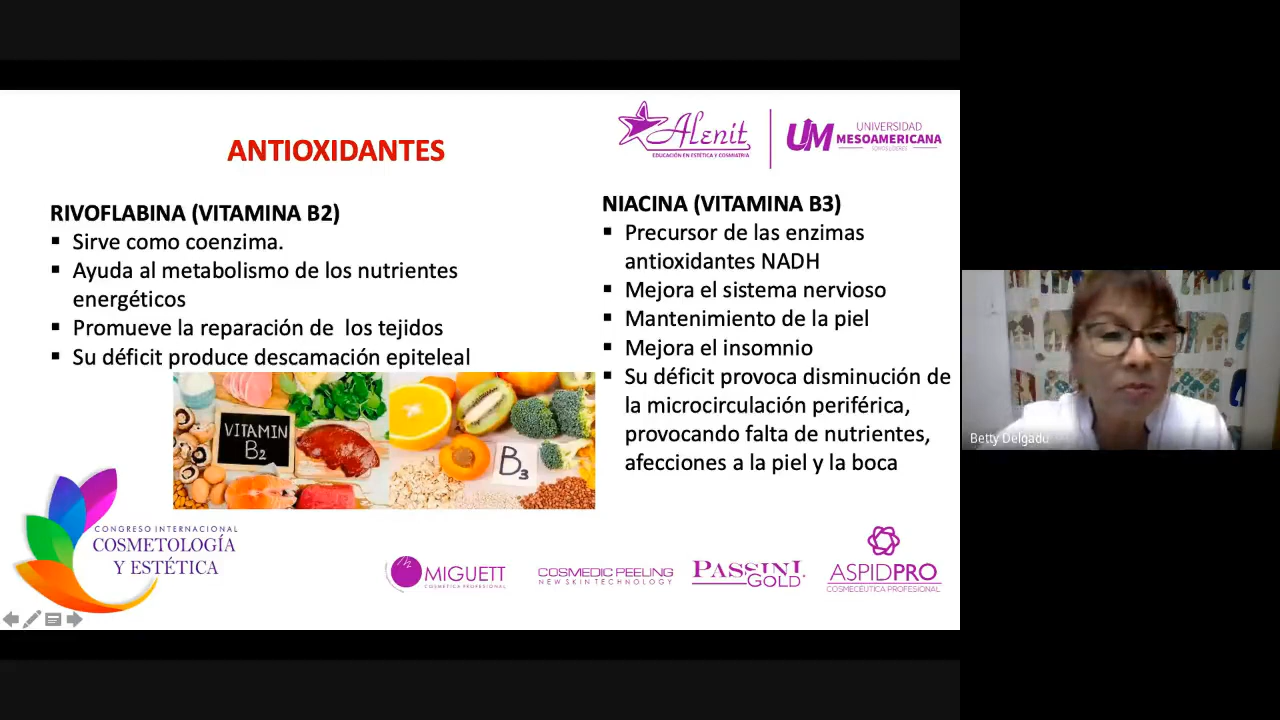 ANTIOXIDANTES
Alenit
EDUCACIÓN EN ESTÉTICA Y COSMIATRIA
UM
UNIVERSIDAD
MESOAMERICANA
RIVOFLABINA (VITAMINA B2)
▪ Sirve como coenzima.
▪ Ayuda al metabolismo de los nutrientes
energéticos
▪ Promueve la reparación de los tejidos
▪ Su déficit produce descamación epiteleal
NIACINA (VITAMINA B3)
▪ Precursor de las enzimas
antioxidantes NADH
▪ Mejora el sistema nervioso
▪ Mantenimiento de la piel
▪ Mejora el insomnio
▪ Su déficit provoca disminución de
la microcirculación periférica,
provocando falta de nutrientes,
afecciones a la piel y la boca
VITAMIN
B2
B3
CONGRESO INTERNACIONAL
COSMETOLOGÍA
Y ESTÉTICA
MIGUETT
COSMÉTICA PROFESIONAL
COSMEDIC PEELING
NEW SKIN TECHNOLOGY
PASSINI
GOLD
ASPIDPRO
COSMECÉUTICA PROFESIONAL
Betty Delgado